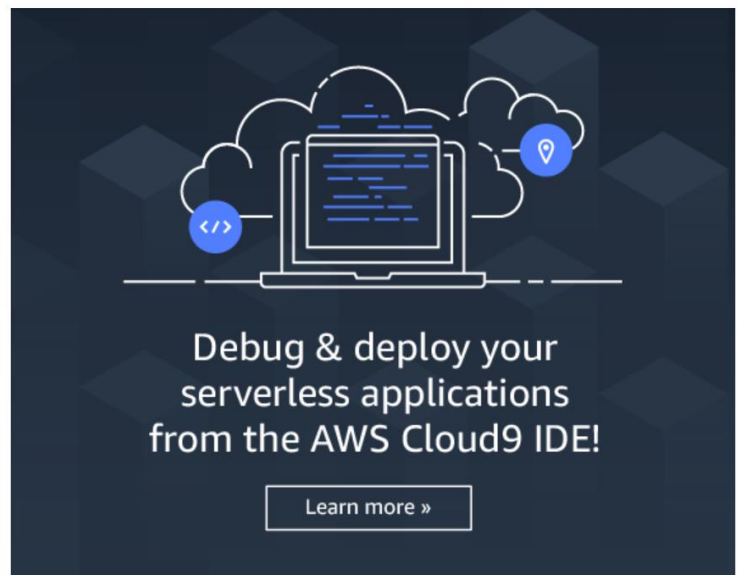 </>
Debug & deploy your
serverless applications
from the AWS Cloud9 IDE!
Learn more »